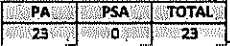 PA PSA TOTAL
23 0 23